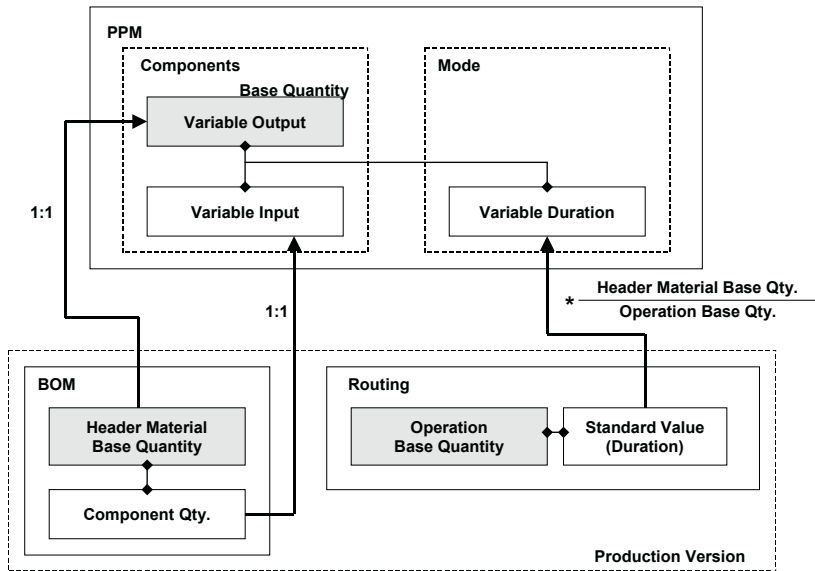 PPM
Components
Mode
Base Quantity
Variable Output
Variable Input
Variable Duration
1:1
1:1
*
Header Material Base Qty.
Operation Base Qty.
BOM
Routing
Header Material
Base Quantity
Operation
Base Quantity
Standard Value
(Duration)
Component Qty.
Production Version